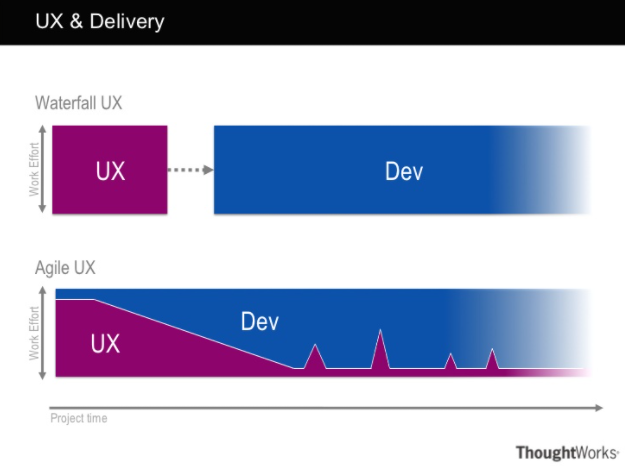 UX & Delivery
Waterfall UX
Work Effort
UX
Dev
Agile UX
Work Effort
Dev
UX
Project time
ThoughtWorks